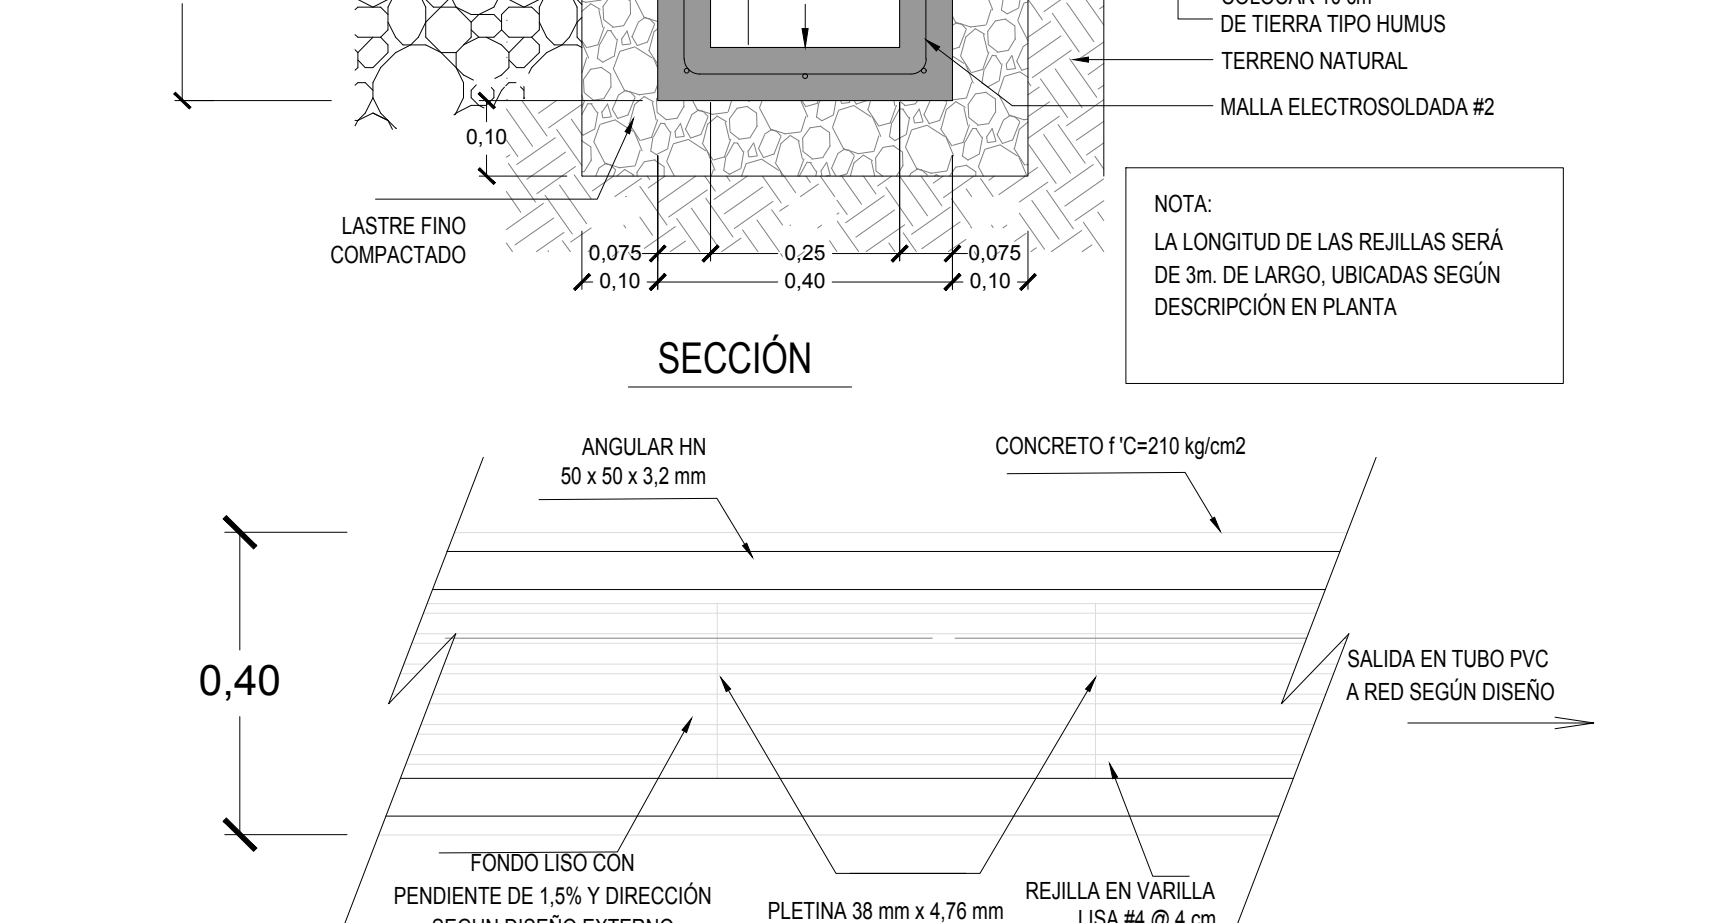 DE TIERRA TIPO HUMUS
TERRENO NATURAL
MALLA ELECTROSOLDADA #2
0,10
LASTRE FINO
COMPACTADO
0,075
0,25
0,075
0,10
0,40
0,10
NOTA:
LA LONGITUD DE LAS REJILLAS SERÁ
DE 3m. DE LARGO, UBICADAS SEGÚN
DESCRIPCIÓN EN PLANTA
SECCIÓN
ANGULAR HN
50 x 50 x 3,2 mm
CONCRETO f 'C=210 kg/cm2
0,40
SALIDA EN TUBO PVC
A RED SEGÚN DISEÑO
FONDO LISO CON
PENDIENTE DE 1,5% Y DIRECCIÓN
PLETINA 38 mm x 4,76 mm
REJILLA EN VARILLA
LISA #4 @ 4 cm